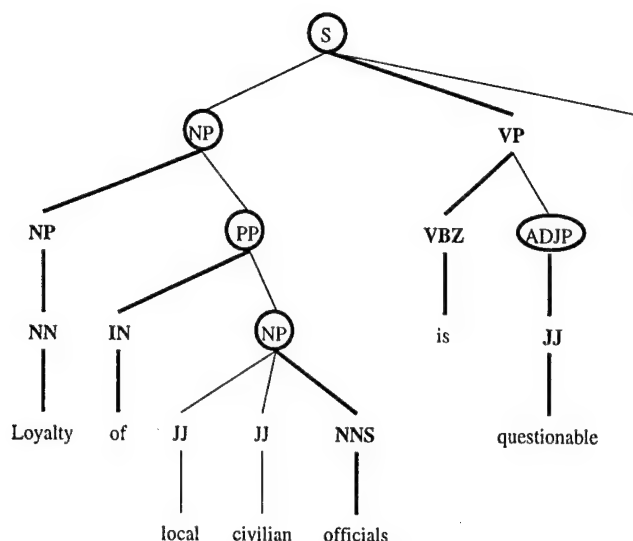 S
NP VP
NP PP VBZ ADJP
NN IN NP is JJ
Loyalty of JJ JJ NNS questionable
local civilian officials